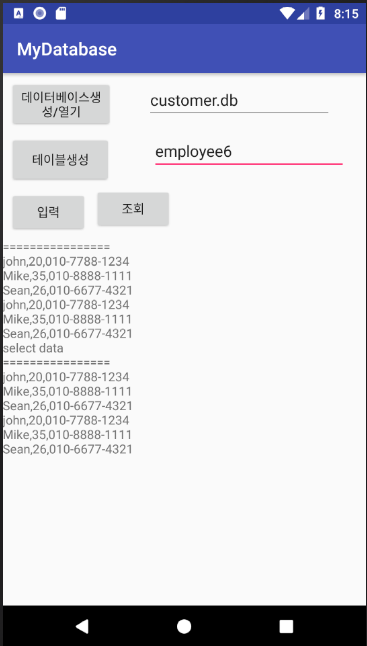 8:15
MyDatabase
데이터베이스생
성/열기
customer.db
테이블생성
employee6
입력
조회
================
john,20,010-7788-1234
Mike,35,010-8888-1111
Sean,26,010-6677-4321
john,20,010-7788-1234
Mike,35,010-8888-1111
Sean,26,010-6677-4321
select data
================
john,20,010-7788-1234
Mike,35,010-8888-1111
Sean,26,010-6677-4321
john,20,010-7788-1234
Mike,35,010-8888-1111
Sean,26,010-6677-4321